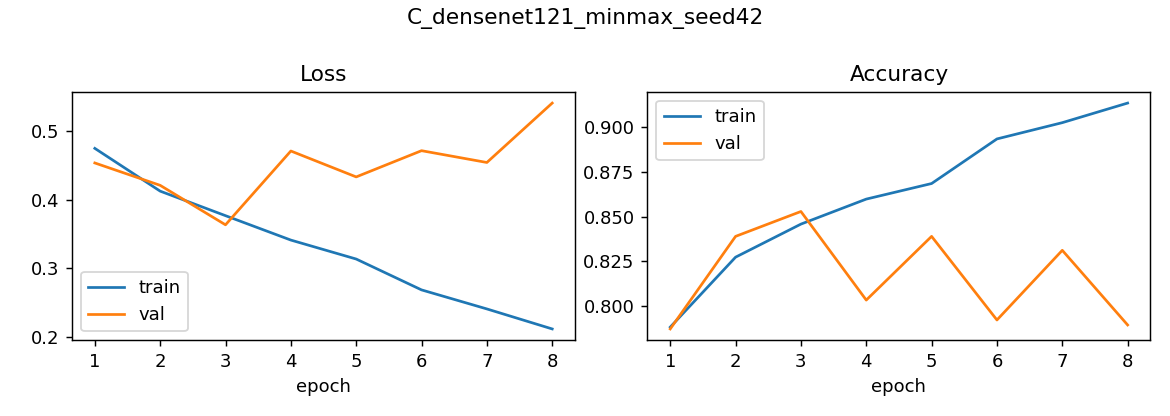 C_densenet121_minmax_seed42
Loss
0.5
0.4
0.3
0.2
train
val
1 2 3 4 5 6 7 8
epoch
Accuracy
0.900
0.875
0.850
0.825
0.800
train
val
1 2 3 4 5 6 7 8
epoch